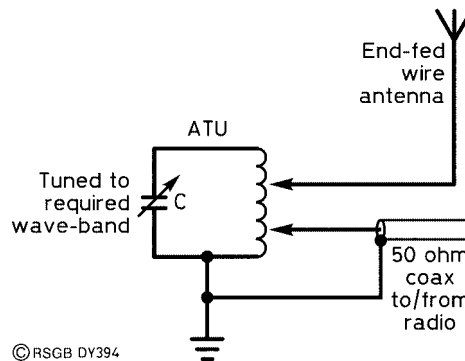 End-fed
wire
antenna
ATU
Tuned to
required
wave-band
C
50 ohm
coax
to/from
radio
© RSGB DY394